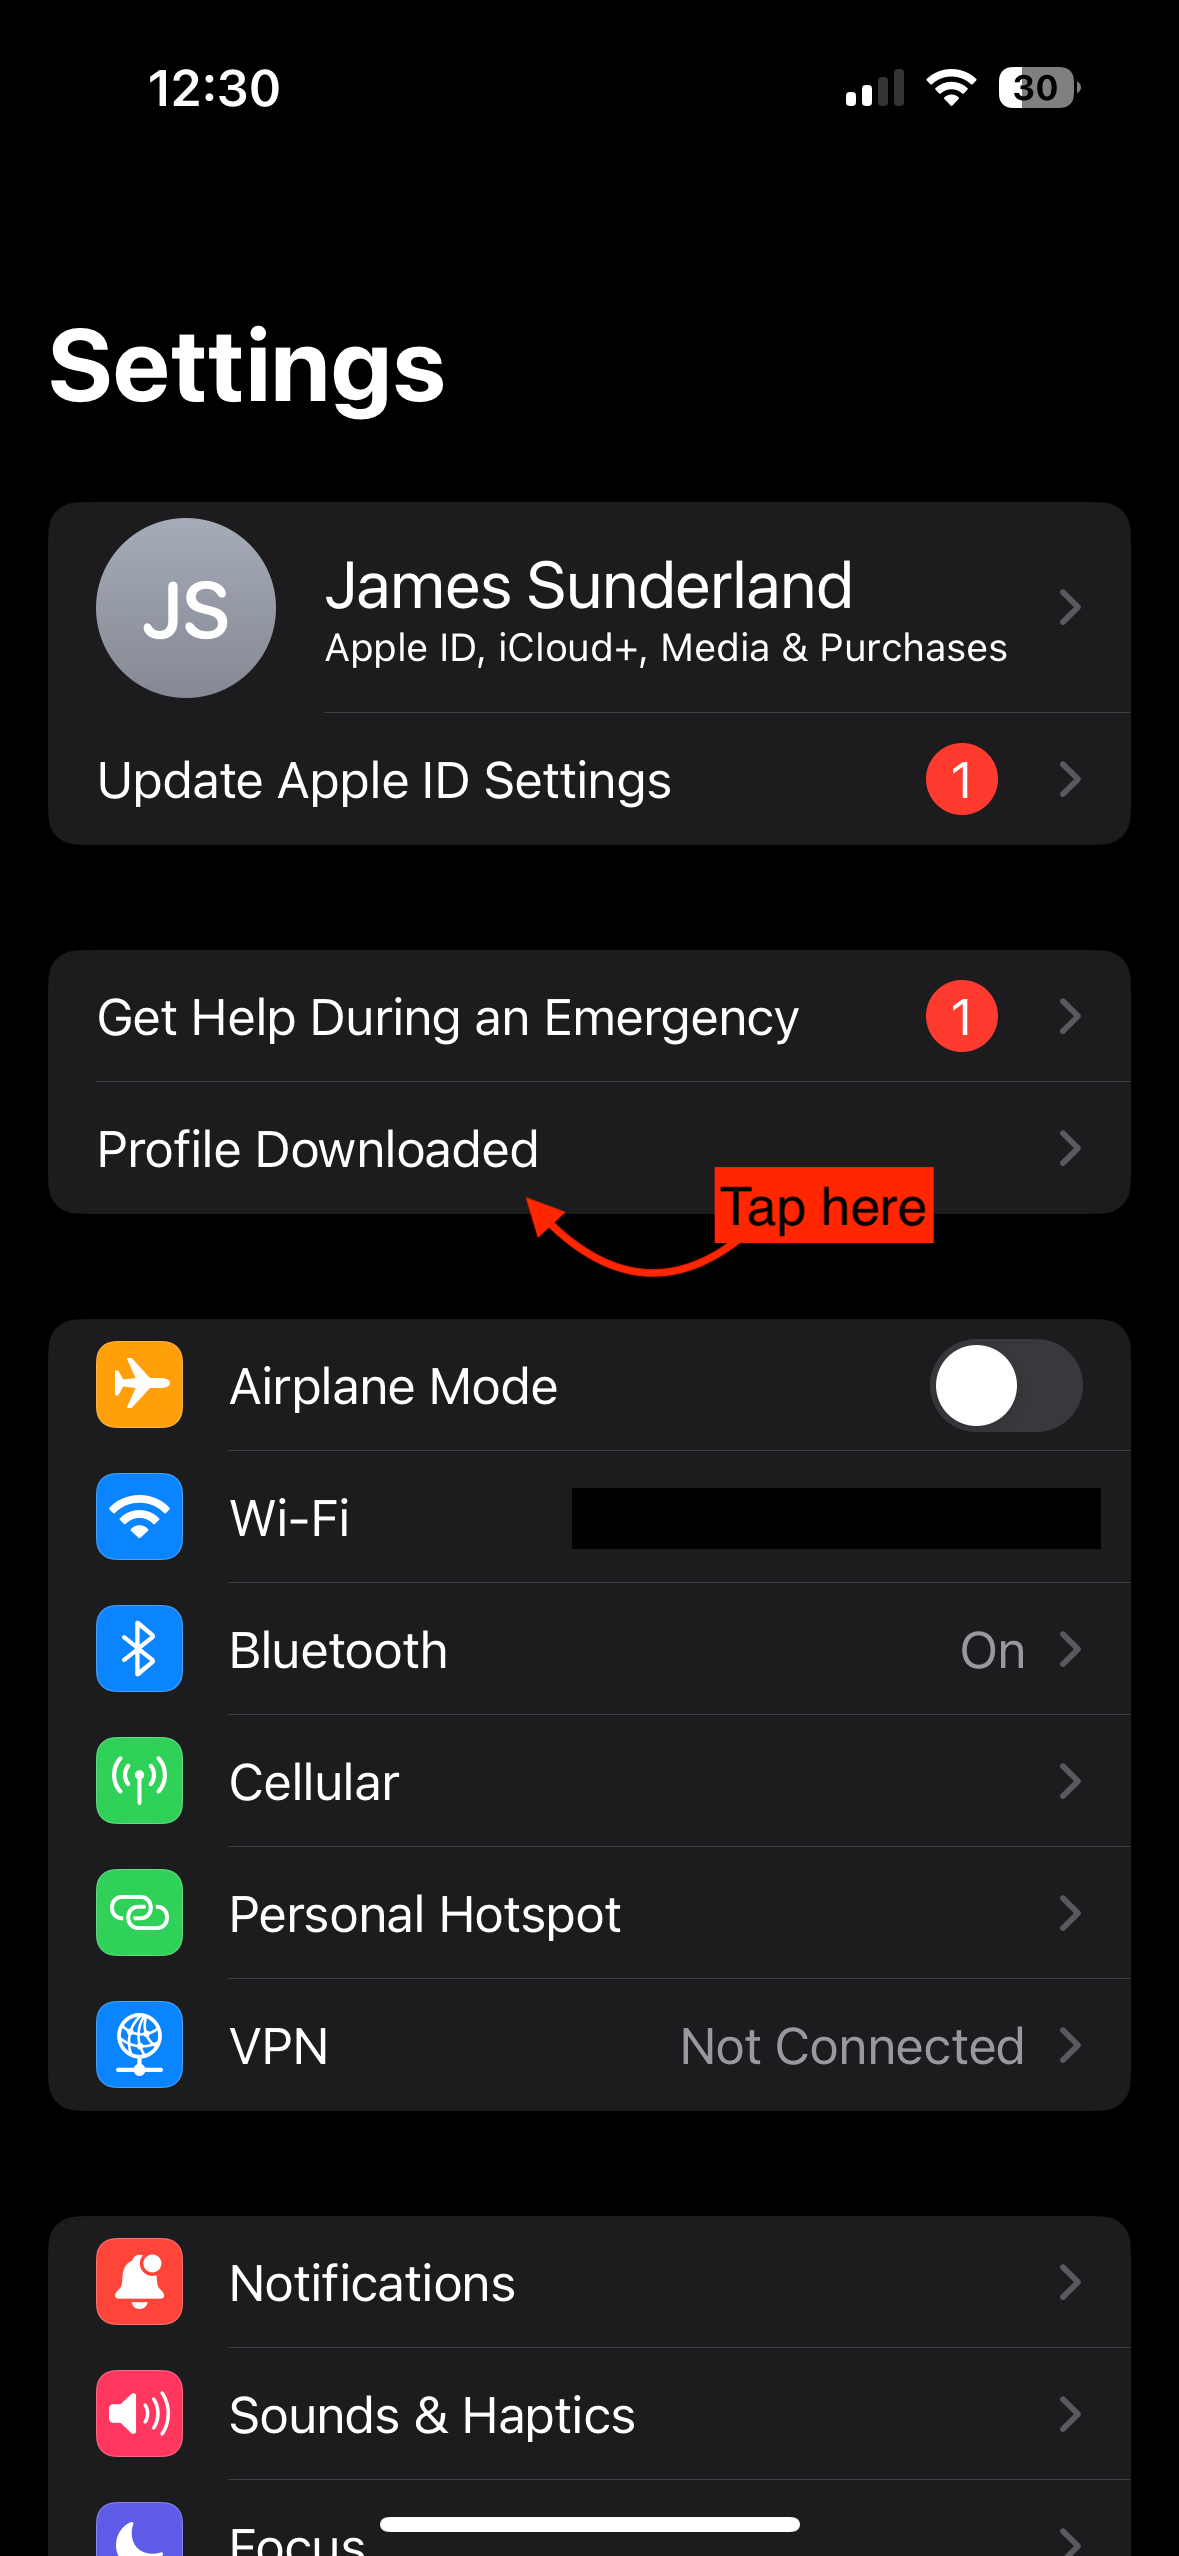 12:30
30
Settings
JS
James Sunderland
Apple ID, iCloud+, Media & Purchases
Update Apple ID Settings 1
Get Help During an Emergency 1
Profile Downloaded
Tap here
Airplane Mode
Wi-Fi
Bluetooth On
Cellular
Personal Hotspot
VPN Not Connected
Notifications
Sounds & Haptics
Focus